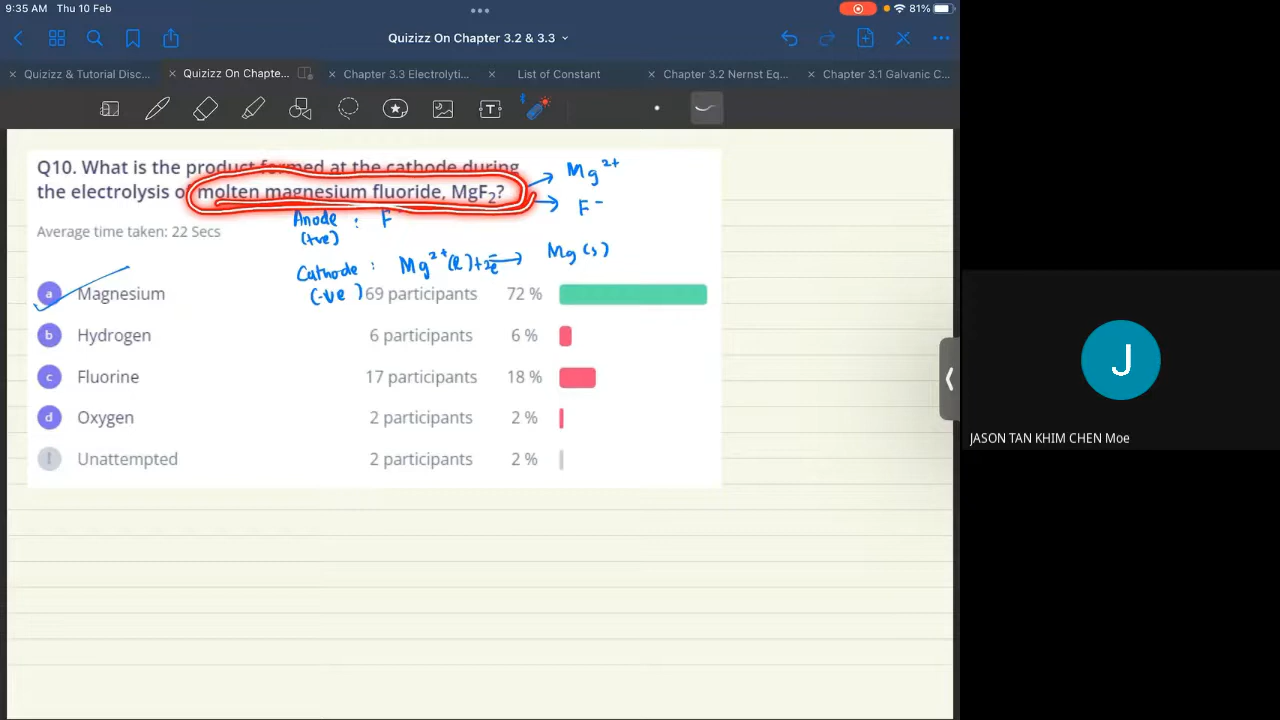 9:35 AM Thu 10 Feb
81%
Quizizz On Chapter 3.2 & 3.3
Quizizz & Tutorial Disc...
Quizizz On Chapte...
Chapter 3.3 Electrolyti...
List of Constant
Chapter 3.2 Nernst Eq...
Chapter 3.1 Galvanic C...
Q10. What is the product formed at the cathode during
the electrolysis of molten magnesium fluoride, MgF₂?
Mg²⁺
F⁻
Anode : F⁻
(+ve)
Average time taken: 22 Secs
Cathode : Mg²⁺(l) + 2e⁻ → Mg(s)
(-ve)
a Magnesium 69 participants 72 %
b Hydrogen 6 participants 6 %
c Fluorine 17 participants 18 %
d Oxygen 2 participants 2 %
! Unattempted 2 participants 2 %
J
JASON TAN KHIM CHEN Moe